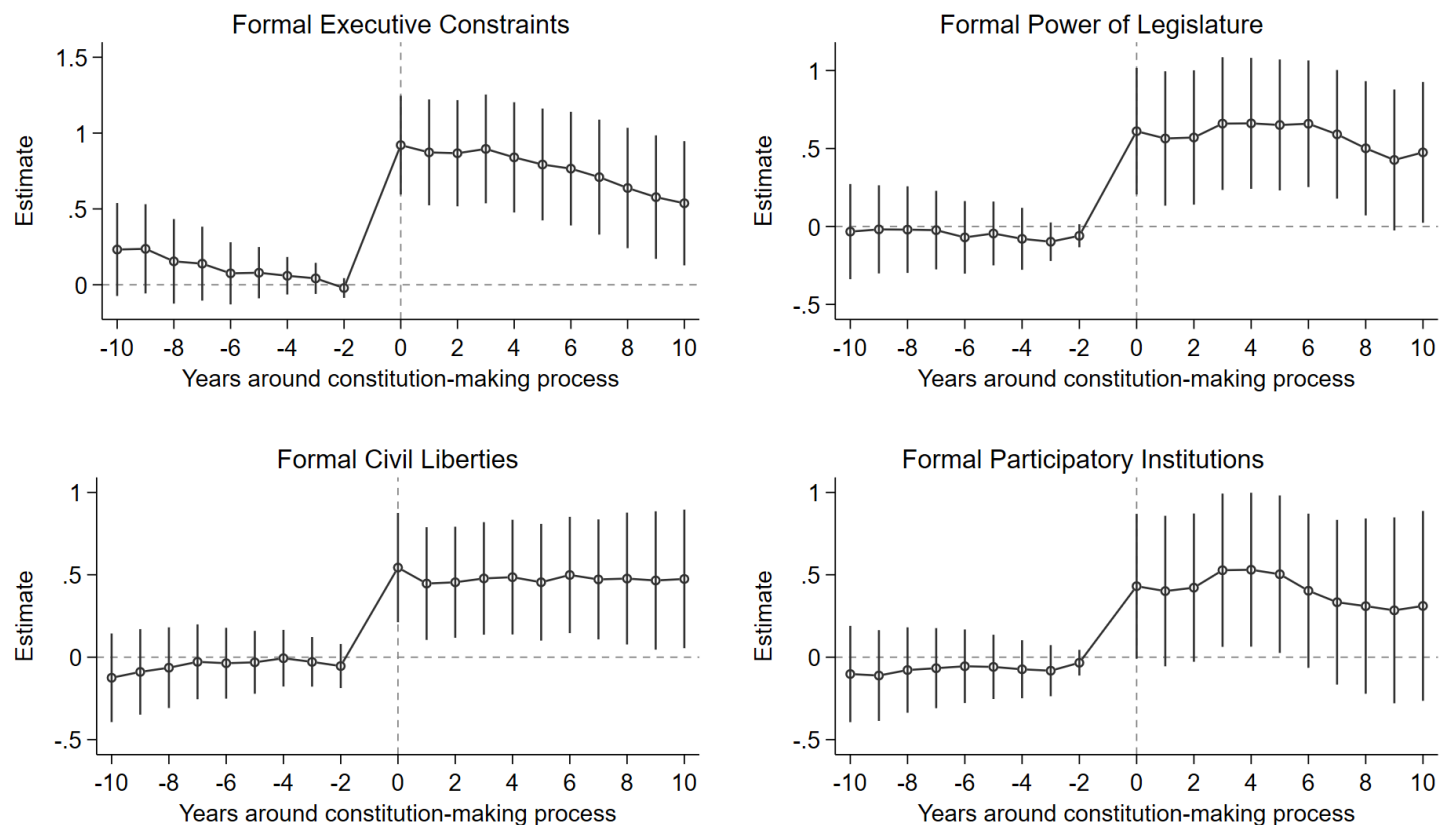 Formal Executive Constraints
1.5
1
.5
0
Estimate
-10 -8 -6 -4 -2 0 2 4 6 8 10
Years around constitution-making process
Formal Power of Legislature
1
.5
0
-.5
Estimate
-10 -8 -6 -4 -2 0 2 4 6 8 10
Years around constitution-making process
Formal Civil Liberties
1
.5
0
-.5
Estimate
-10 -8 -6 -4 -2 0 2 4 6 8 10
Years around constitution-making process
Formal Participatory Institutions
1
.5
0
-.5
Estimate
-10 -8 -6 -4 -2 0 2 4 6 8 10
Years around constitution-making process